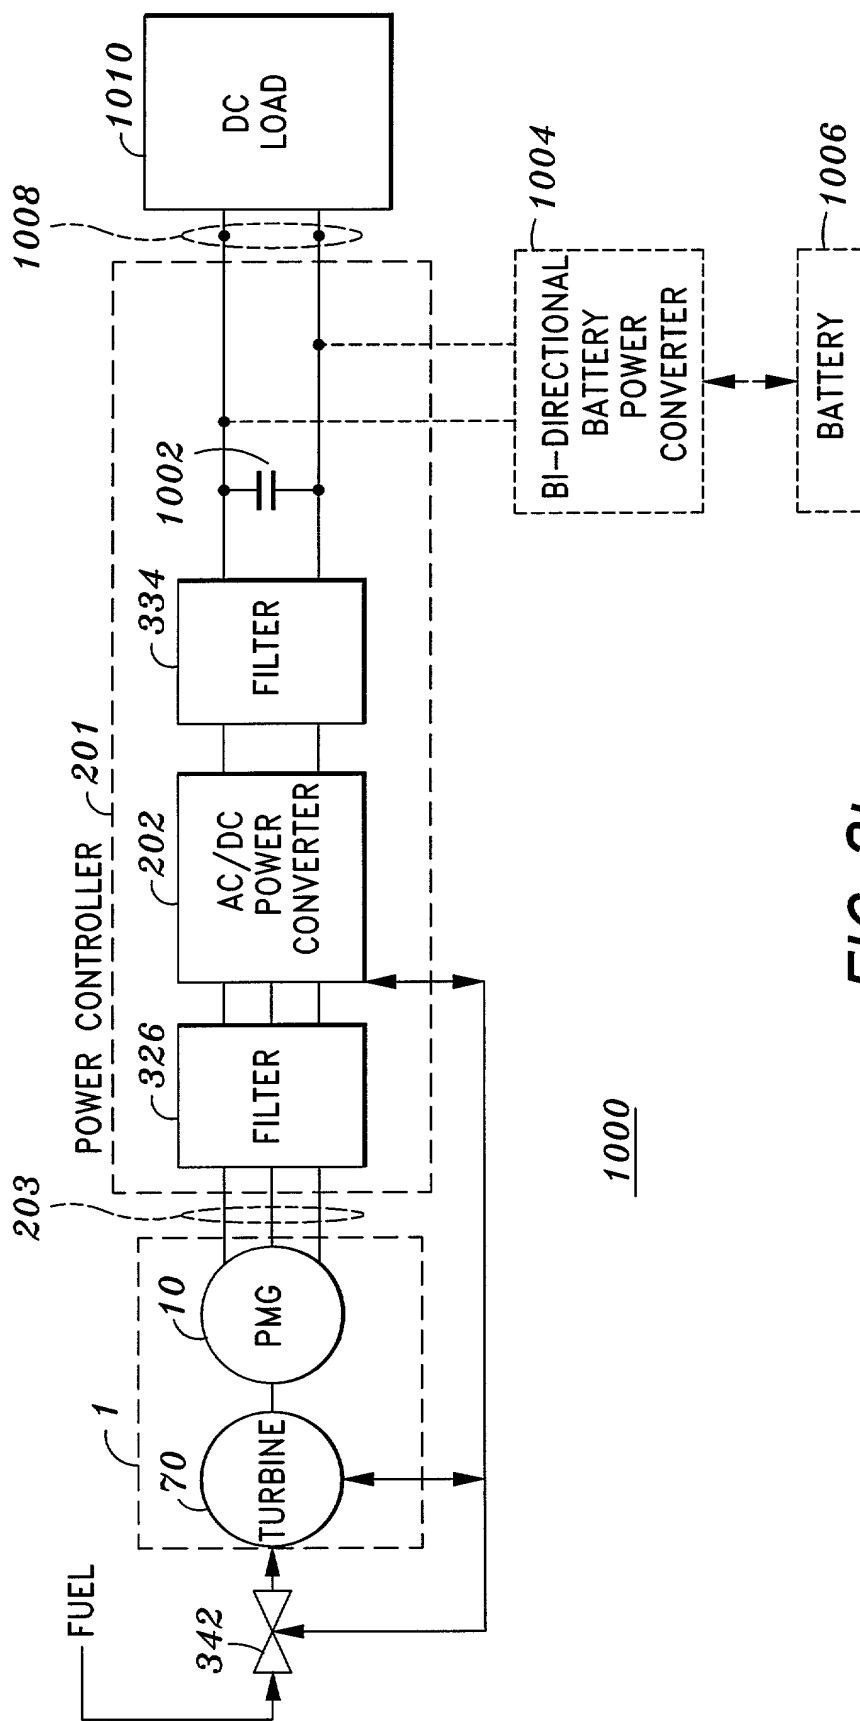 FUEL
342
1
70
TURBINE
10
PMG
203
POWER CONTROLLER
201
326
FILTER
202
AC/DC
POWER
CONVERTER
334
FILTER
1002
1008
1010
DC
LOAD
1004
BI-DIRECTIONAL
BATTERY
POWER
CONVERTER
1006
BATTERY
1000
FIG.